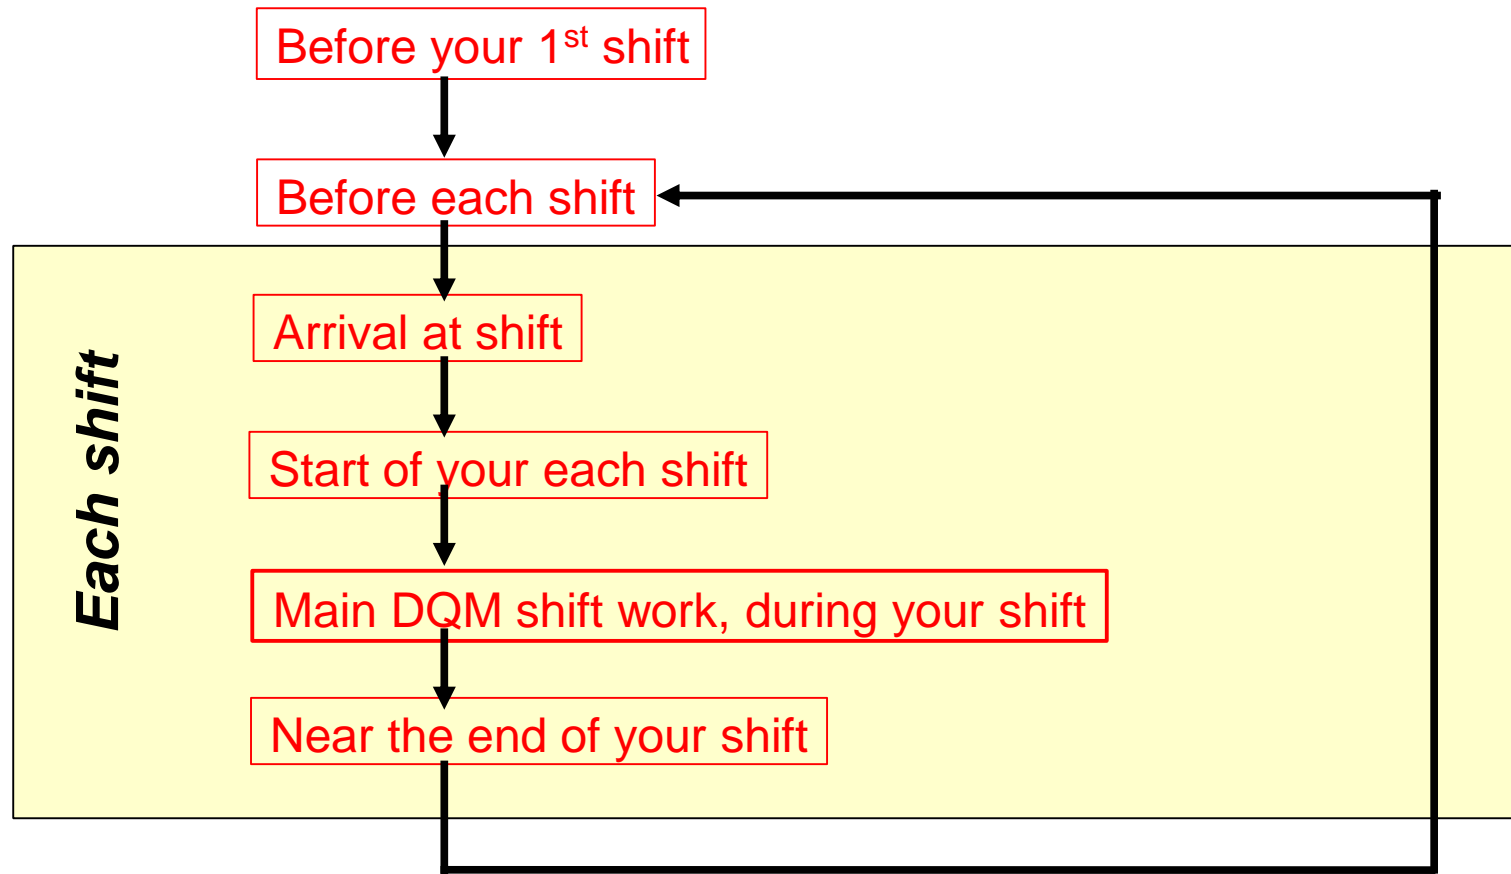 Before your 1st shift
Before each shift
Each shift
Arrival at shift
Start of your each shift
Main DQM shift work, during your shift
Near the end of your shift